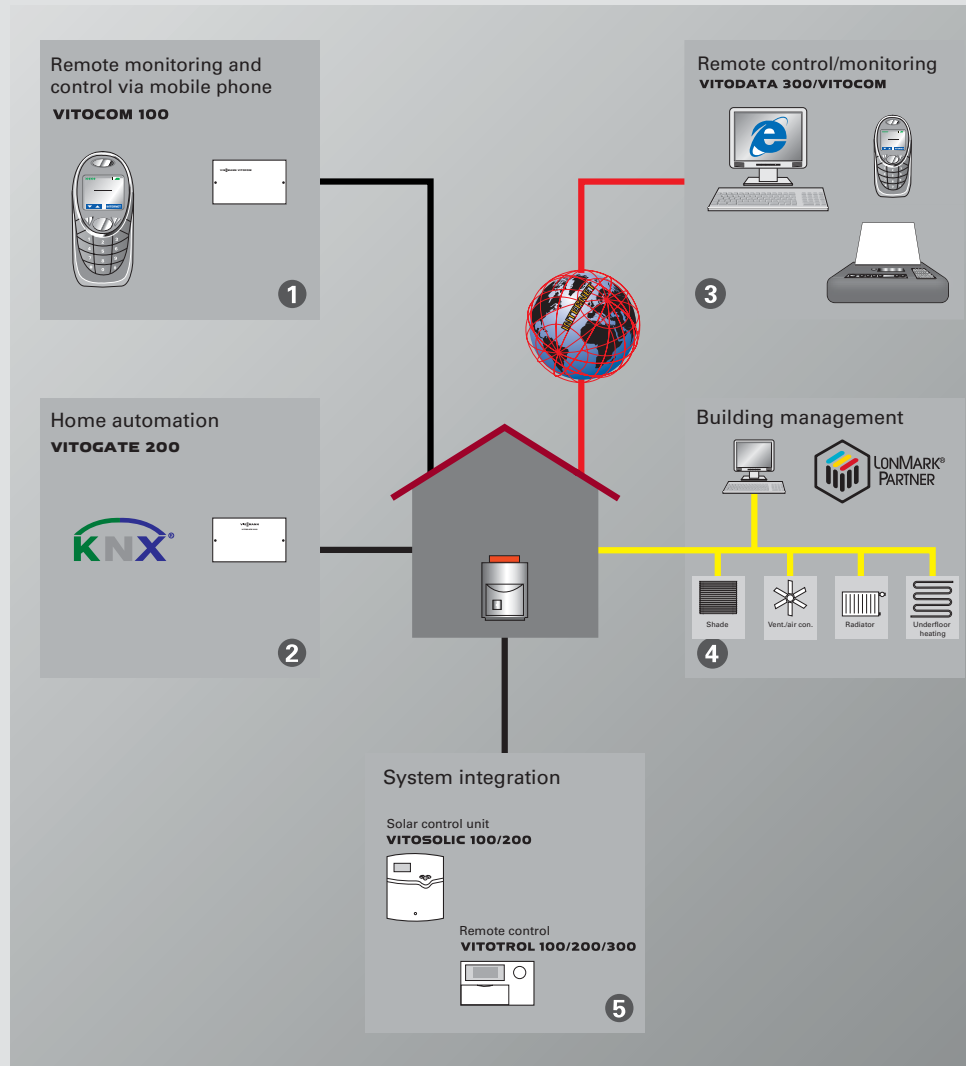 Remote monitoring and
control via mobile phone
VITOCOM 100
1
Remote control/monitoring
VITODATA 300/VITOCOM
3
INTERNET
Home automation
VITOGATE 200
KNX®
VIESMANN
2
Building management
LONMARK®
PARTNER
Shade
Vent./air con.
Radiator
Underfloor
heating
4
System integration
Solar control unit
VITOSOLIC 100/200
Remote control
VITOTROL 100/200/300
5